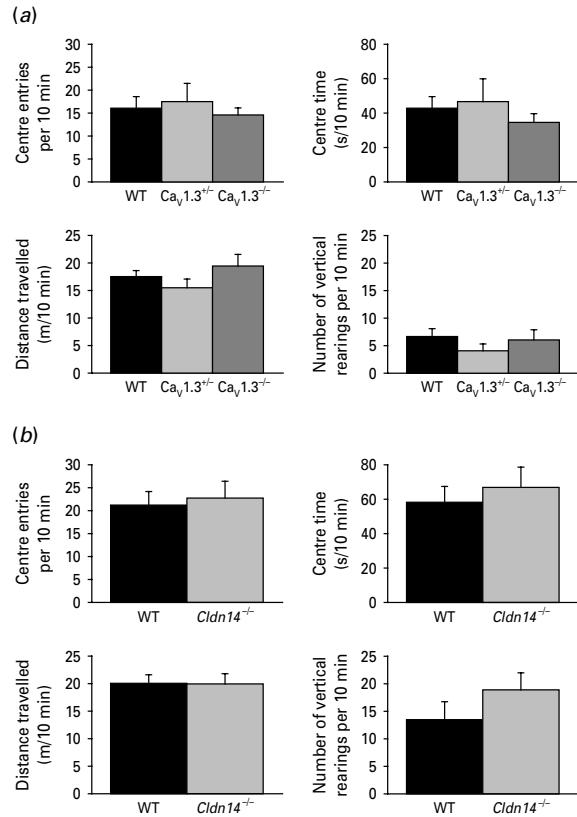 (a)
Centre entries
per 10 min
30
25
20
15
10
5
0
WT Caᵥ1.3⁺/⁻ Caᵥ1.3⁻/⁻
Centre time
(s/10 min)
80
60
40
20
0
WT Caᵥ1.3⁺/⁻ Caᵥ1.3⁻/⁻
Distance travelled
(m/10 min)
25
20
15
10
5
0
WT Caᵥ1.3⁺/⁻ Caᵥ1.3⁻/⁻
Number of vertical
rearings per 10 min
25
20
15
10
5
0
WT Caᵥ1.3⁺/⁻ Caᵥ1.3⁻/⁻
(b)
Centre entries
per 10 min
30
25
20
15
10
5
0
WT Cldn14⁻/⁻
Centre time
(s/10 min)
80
60
40
20
0
WT Cldn14⁻/⁻
Distance travelled
(m/10 min)
25
20
15
10
5
0
WT Cldn14⁻/⁻
Number of vertical
rearings per 10 min
25
20
15
10
5
0
WT Cldn14⁻/⁻